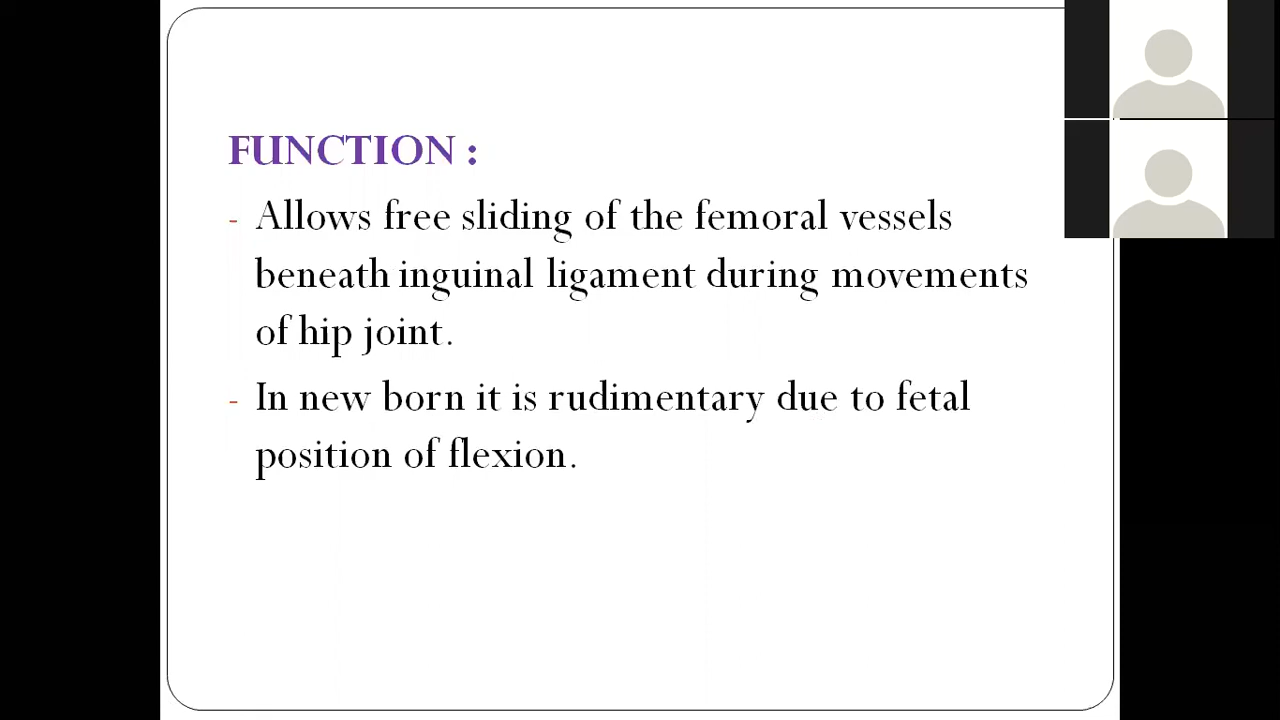 FUNCTION :
- Allows free sliding of the femoral vessels
beneath inguinal ligament during movements
of hip joint.
- In new born it is rudimentary due to fetal
position of flexion.